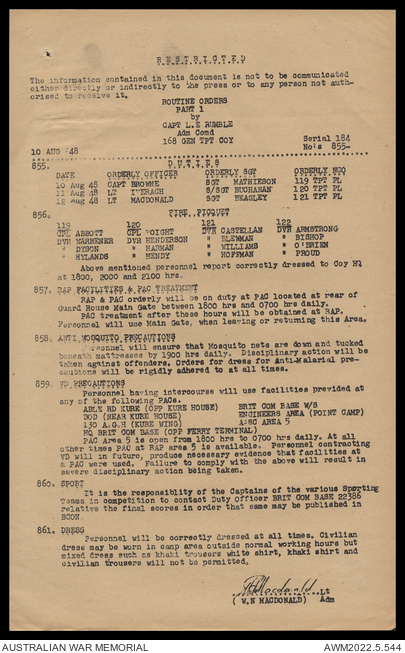 RESTRICTED
The information contained in this document is not to be communicated
either directly or indirectly to the press or to any person not auth-
orised to receive it.
ROUTINE ORDERS
PART 1
by
CAPT L.E RUMBLE
Adm Comd
168 GEN TPT COY
Serial 184
No's 855-
10 AUG '48
855. DUTIES
DATE ORDERLY OFFICER ORDERLY SGT ORDERLY NCO
10 Aug 48 CAPT BROWNE SGT MATHIESON 119 TPT PL
11 Aug 48 LT IVERACH S/SGT BUCHANAN 120 TPT PL
12 Aug 48 LT MACDONALD SGT BEASLEY 121 TPT PL
856. FIRE PICQUET
119 120 121 122
CPL ABBOTT CPL VOIGHT DVR CASTELLAN DVR ARMSTRONG
DVR WARRENER DVR HENDERSON " BLENMAN " BISHOP
" DYSON " HARMAN " WILLIAMS " O'BRIEN
" HYLANDS " HENDY " HOFFMAN " PROUD
Above mentioned personnel report correctly dressed to Coy HQ
at 1800, 2000 and 2100 hrs.
857. RAP FACILITIES & PAC TREATMENT
RAP & PAC orderly will be on duty at PAC located at rear of
Guard House Main Gate between 1800 hrs and 0700 hrs daily.
PAC treatment after these hours will be obtained at RAP.
Personnel will use Main Gate, when leaving or returning this Area.
858. ANTI MOSQUITO PRECAUTIONS
Personnel will ensure that Mosquito nets are down and tucked
beneath mattresses by 1900 hrs daily. Disciplinary action will be
taken against offenders. Orders for dress for Anti-Malarial pre-
cautions will be rigidly adhered to at all times.
859. VD PRECAUTIONS
Personnel having intercourse will use facilities provided at
any of the following PACs.
ABLE RD KURE (OPP KURE HOUSE) BRIT COM BASE W/S
BOD (NEAR KURE HOUSE) ENGINEERS AREA (POINT CAMP)
130 A.G.H (KURE WING) AREA 5
HQ BRIT COM BASE (OPP FERRY TERMINAL)
PAC Area 5 is open from 1800 hrs to 0700 hrs daily. At all
other times PAC at RAP area 5 is available. Personnel contracting
VD will in future, produce necessary evidence that facilities at
a PAC were used. Failure to comply with the above will result in
severe disciplinary action being taken.
860. SPORT
It is the responsibility of the Captains of the various Sporting
Teams in competition to contact Duty Officer BRIT COM BASE 22386
relative the final scores in order that same may be published in
BCON
861. DRESS
Personnel will be correctly dressed at all times. Civilian
dress may be worn in camp area outside normal working hours but
mixed dress such as khaki trousers white shirt, khaki shirt and
civilian trousers will not be permitted.
Macdonald Lt
(W.N MACDONALD) Adm
AUSTRALIAN WAR MEMORIAL
AWM2022.5.544